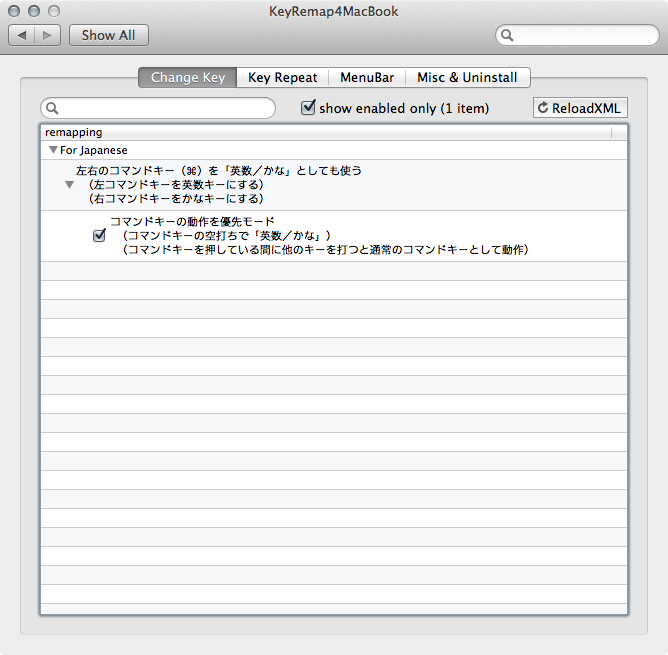 KeyRemap4MacBook
Show All
Change Key
Key Repeat
MenuBar
Misc & Uninstall
show enabled only (1 item)
ReloadXML
remapping
For Japanese
左右のコマンドキー（⌘）を「英数／かな」としても使う
（左コマンドキーを英数キーにする）
（右コマンドキーをかなキーにする）
コマンドキーの動作を優先モード
（コマンドキーの空打ちで「英数／かな」）
（コマンドキーを押している間に他のキーを打つと通常のコマンドキーとして動作）